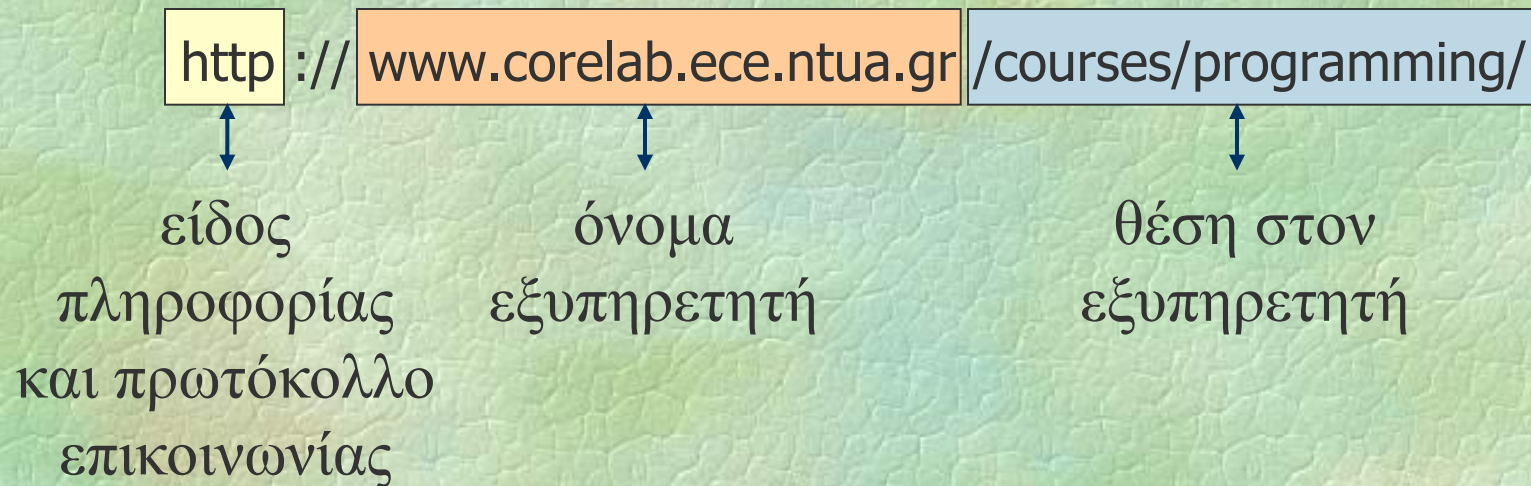 http :// www.corelab.ece.ntua.gr /courses/programming/
είδος
πληροφορίας
και πρωτόκολλο
επικοινωνίας
όνομα
εξυπηρετητή
θέση στον
εξυπηρετητή